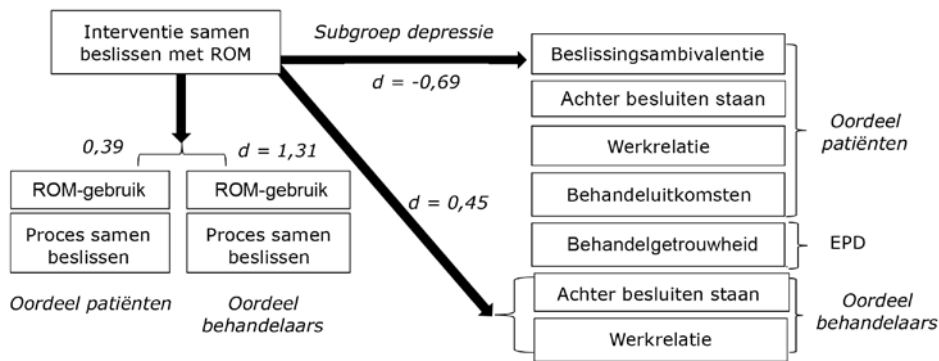 Interventie samen
beslissen met ROM
Subgroep depressie
d = -0,69
0,39
d = 1,31
ROM-gebruik
ROM-gebruik
Proces samen
beslissen
Proces samen
beslissen
Oordeel patiënten
Oordeel
behandelaars
d = 0,45
Beslissingsambivalentie
Achter besluiten staan
Werkrelatie
Behandeluitkomsten
Oordeel
patiënten
Behandelgetrouwheid
EPD
Achter besluiten staan
Werkrelatie
Oordeel
behandelaars